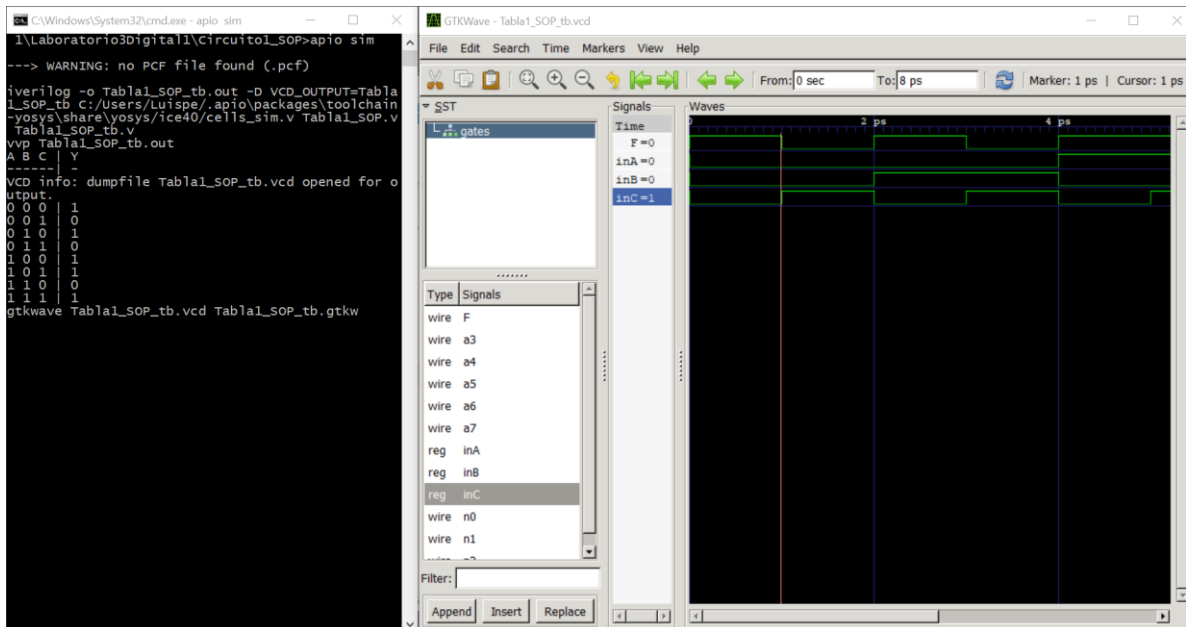 C:\Windows\System32\cmd.exe - apio sim
1\Laboratorio3Digital1\Circuito1_SOP>apio sim
---> WARNING: no PCF file found (.pcf)
iverilog -o Tabla1_SOP_tb.out -D VCD_OUTPUT=Tabla
1_SOP_tb C:/Users/Luispe/.apio\packages\toolchain
-yosys\share\yosys/ice40/cells_sim.v Tabla1_SOP.v
Tabla1_SOP_tb.v
vvp Tabla1_SOP_tb.out
A B C | Y
------| -
VCD info: dumpfile Tabla1_SOP_tb.vcd opened for o
utput.
0 0 0 | 1
0 0 1 | 0
0 1 0 | 1
0 1 1 | 0
1 0 0 | 1
1 0 1 | 1
1 1 0 | 0
1 1 1 | 1
gtkwave Tabla1_SOP_tb.vcd Tabla1_SOP_tb.gtkw
GTKWave - Tabla1_SOP_tb.vcd
File Edit Search Time Markers View Help
From: 0 sec To: 8 ps Marker: 1 ps | Cursor: 1 ps
SST
gates
Type Signals
wire F
wire a3
wire a4
wire a5
wire a6
wire a7
reg inA
reg inB
reg inC
wire n0
wire n1
Filter:
Append Insert Replace
Signals
Time
F=0
inA=0
inB=0
inC=1
Waves
0 2 ps 4 ps